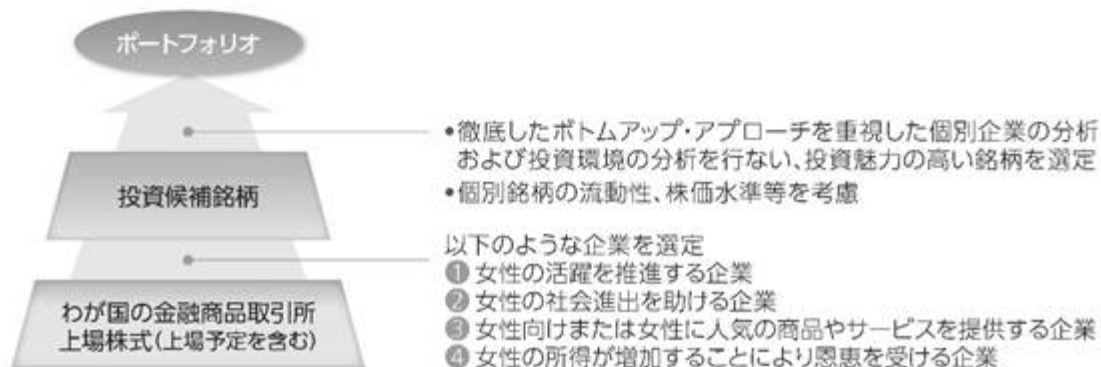 ポートフォリオ
•徹底したボトムアップ・アプローチを重視した個別企業の分析
および投資環境の分析を行ない、投資魅力の高い銘柄を選定
•個別銘柄の流動性、株価水準等を考慮
投資候補銘柄
以下のような企業を選定
❶ 女性の活躍を推進する企業
❷ 女性の社会進出を助ける企業
❸ 女性向けまたは女性に人気の商品やサービスを提供する企業
❹ 女性の所得が増加することにより恩恵を受ける企業
わが国の金融商品取引所
上場株式(上場予定を含む)